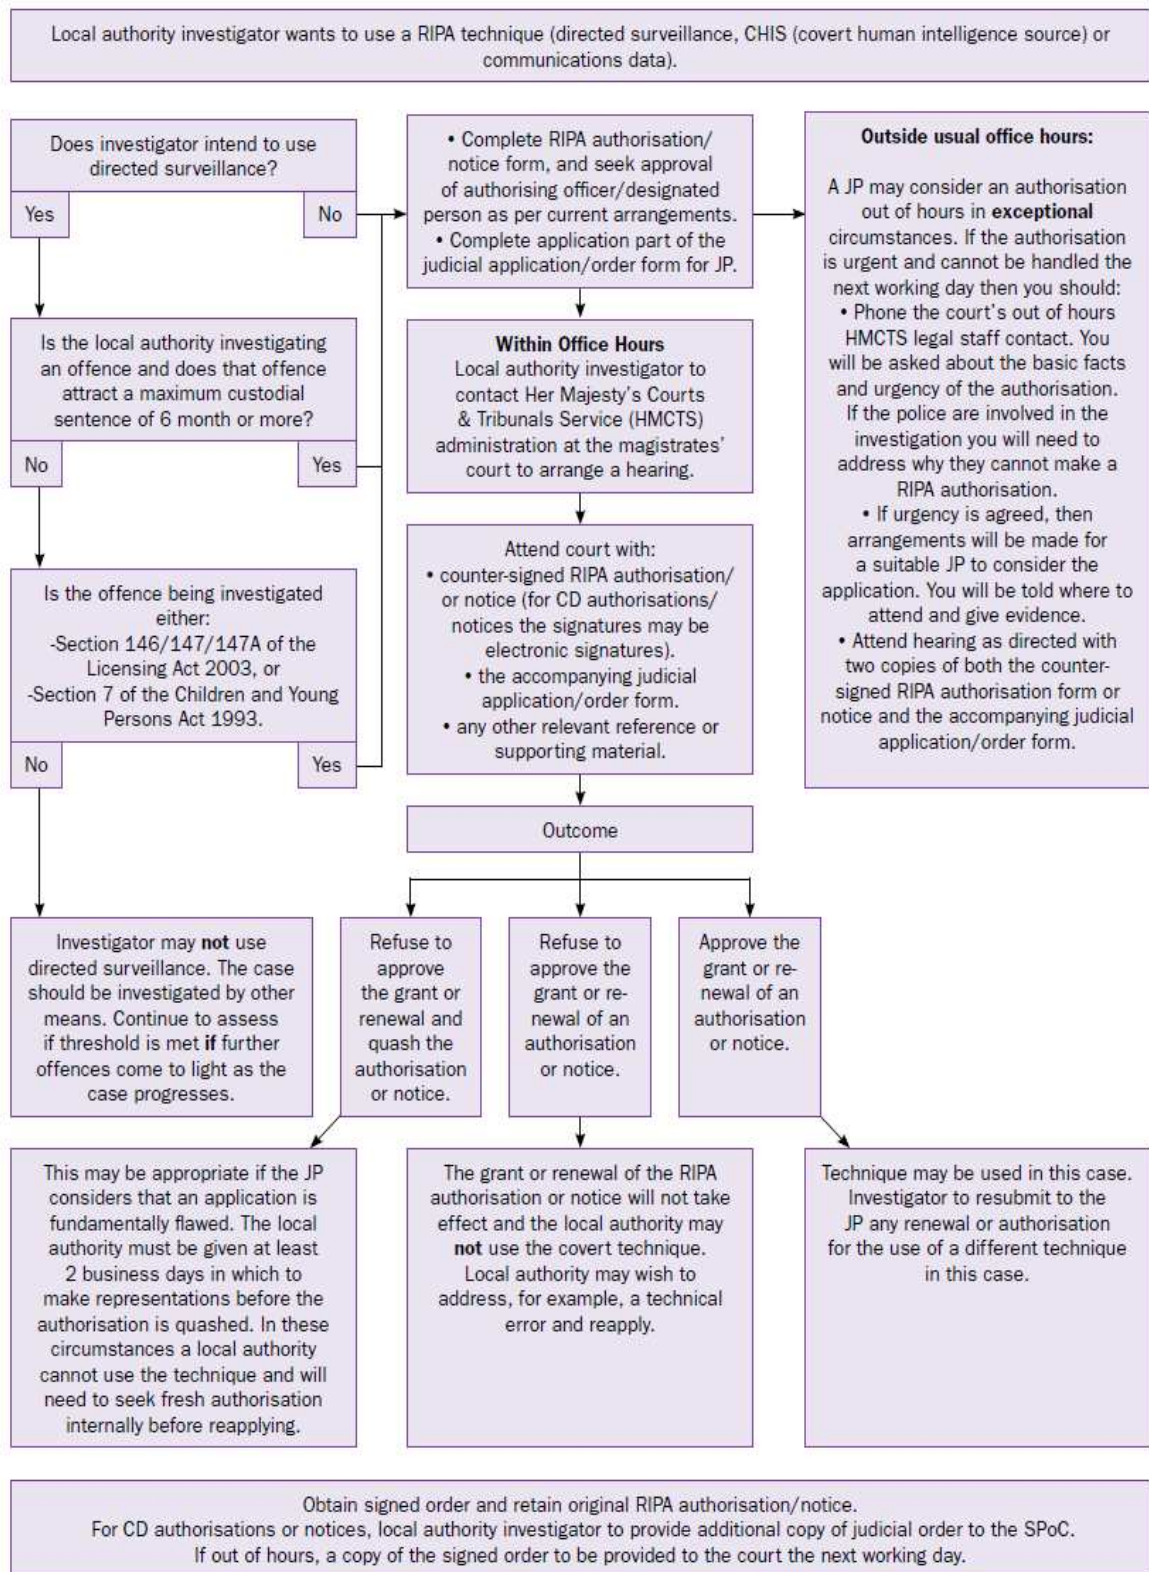 Local authority investigator wants to use a RIPA technique (directed surveillance, CHIS (covert human intelligence source) or
communications data).
Does investigator intend to use
directed surveillance?
Yes
No
Is the local authority investigating
an offence and does that offence
attract a maximum custodial
sentence of 6 month or more?
No
Yes
Is the offence being investigated
either:
-Section 146/147/147A of the
Licensing Act 2003, or
-Section 7 of the Children and Young
Persons Act 1993.
No
Yes
Investigator may not use
directed surveillance. The case
should be investigated by other
means. Continue to assess
if threshold is met if further
offences come to light as the
case progresses.
• Complete RIPA authorisation/
notice form, and seek approval
of authorising officer/designated
person as per current arrangements.
• Complete application part of the
judicial application/order form for JP.
Within Office Hours
Local authority investigator to
contact Her Majesty's Courts
& Tribunals Service (HMCTS)
administration at the magistrates'
court to arrange a hearing.
Attend court with:
• counter-signed RIPA authorisation/
or notice (for CD authorisations/
notices the signatures may be
electronic signatures).
• the accompanying judicial
application/order form.
• any other relevant reference or
supporting material.
Outside usual office hours:
A JP may consider an authorisation
out of hours in exceptional
circumstances. If the authorisation
is urgent and cannot be handled the
next working day then you should:
• Phone the court's out of hours
HMCTS legal staff contact. You
will be asked about the basic facts
and urgency of the authorisation.
If the police are involved in the
investigation you will need to
address why they cannot make a
RIPA authorisation.
• If urgency is agreed, then
arrangements will be made for
a suitable JP to consider the
application. You will be told where to
attend and give evidence.
• Attend hearing as directed with
two copies of both the counter-
signed RIPA authorisation form or
notice and the accompanying judicial
application/order form.
Outcome
Refuse to
approve
the grant or
renewal and
quash the
authorisation
or notice.
Refuse to
approve the
grant or re-
newal of an
authorisation
or notice.
Approve the
grant or re-
newal of an
authorisation
or notice.
This may be appropriate if the JP
considers that an application is
fundamentally flawed. The local
authority must be given at least
2 business days in which to
make representations before the
authorisation is quashed. In these
circumstances a local authority
cannot use the technique and will
need to seek fresh authorisation
internally before reapplying.
The grant or renewal of the RIPA
authorisation or notice will not take
effect and the local authority may
not use the covert technique.
Local authority may wish to
address, for example, a technical
error and reapply.
Technique may be used in this case.
Investigator to resubmit to the
JP any renewal or authorisation
for the use of a different technique
in this case.
Obtain signed order and retain original RIPA authorisation/notice.
For CD authorisations or notices, local authority investigator to provide additional copy of judicial order to the SPoC.
If out of hours, a copy of the signed order to be provided to the court the next working day.